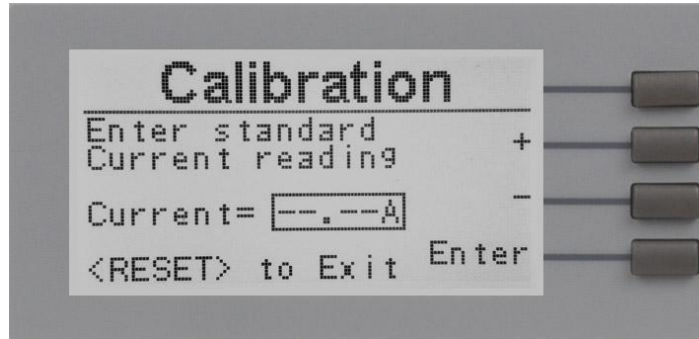 Calibration
Enter standard
Current reading
+
Current= --.--A
-
<RESET> to Exit
Enter